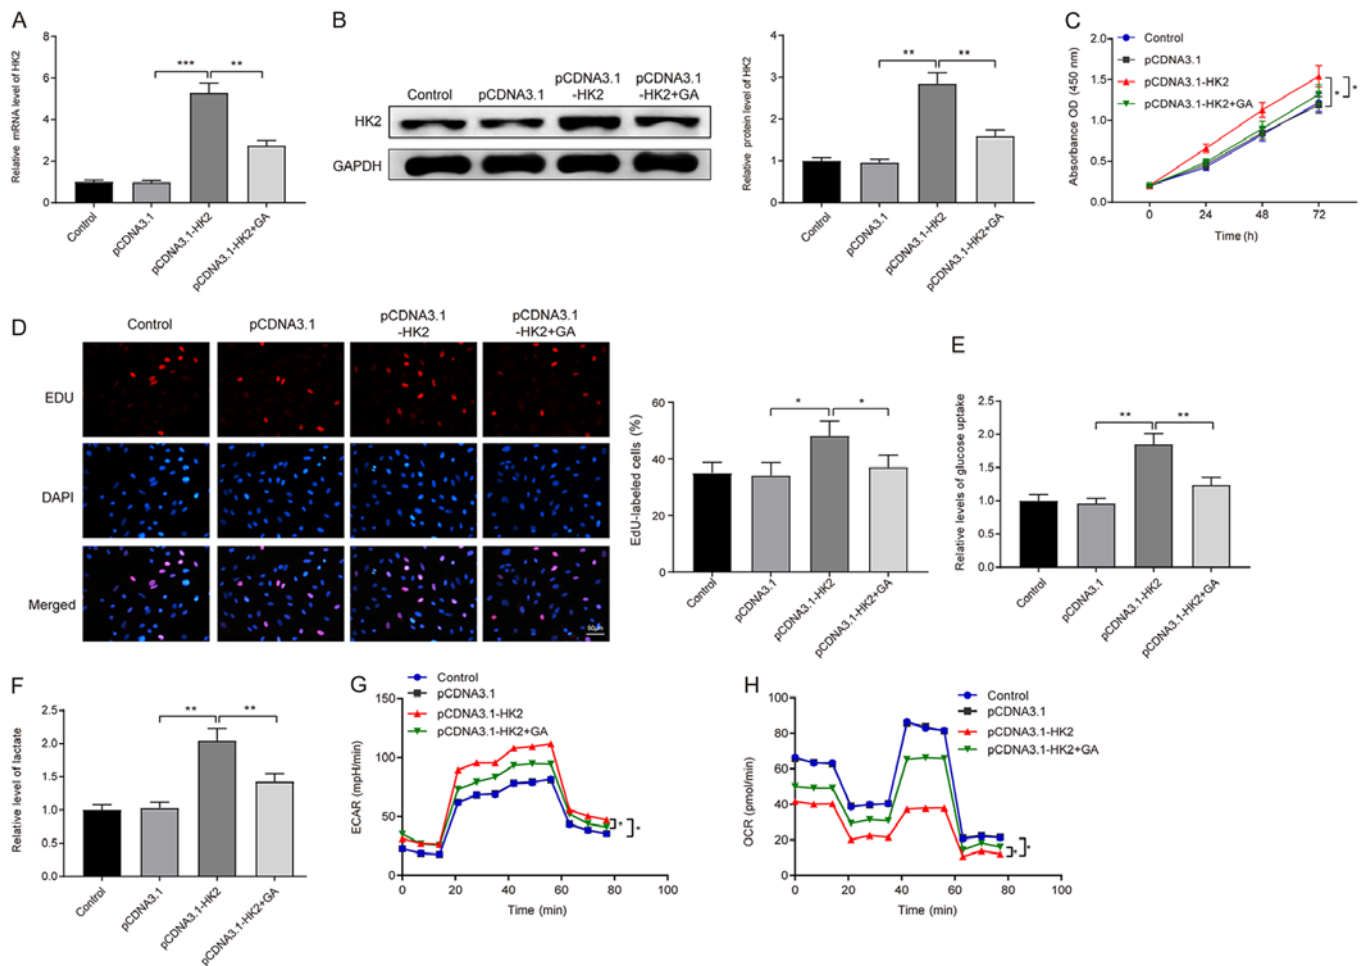 A
Relative mRNA level of HK2
8
6
4
2
0
***
**
Control
pCDNA3.1
pCDNA3.1-HK2
pCDNA3.1-HK2+GA
B
Control
pCDNA3.1
pCDNA3.1
-HK2
pCDNA3.1
-HK2+GA
HK2
GAPDH
Relative protein level of HK2
4
3
2
1
0
**
**
Control
pCDNA3.1
pCDNA3.1-HK2
pCDNA3.1-HK2+GA
C
Absorbance OD (450 nm)
2.0
1.5
1.0
0.5
0.0
Control
pCDNA3.1
pCDNA3.1-HK2
pCDNA3.1-HK2+GA
*
*
0
24
48
72
Time (h)
D
Control
pCDNA3.1
pCDNA3.1
-HK2
pCDNA3.1
-HK2+GA
EDU
DAPI
Merged
50μm
EdU-labeled cells (%)
60
40
20
0
*
*
Control
pCDNA3.1
pCDNA3.1-HK2
pCDNA3.1-HK2+GA
E
Relative levels of glucose uptake
2.5
2.0
1.5
1.0
0.5
0.0
**
**
Control
pCDNA3.1
pCDNA3.1-HK2
pCDNA3.1-HK2+GA
F
Relative level of lactate
2.5
2.0
1.5
1.0
0.5
0.0
**
**
Control
pCDNA3.1
pCDNA3.1-HK2
pCDNA3.1-HK2+GA
G
ECAR (mpH/min)
150
100
50
0
Control
pCDNA3.1
pCDNA3.1-HK2
pCDNA3.1-HK2+GA
*
*
0
20
40
60
80
100
Time (min)
H
OCR (pmol/min)
100
80
60
40
20
0
Control
pCDNA3.1
pCDNA3.1-HK2
pCDNA3.1-HK2+GA
*
*
0
20
40
60
80
100
Time (min)